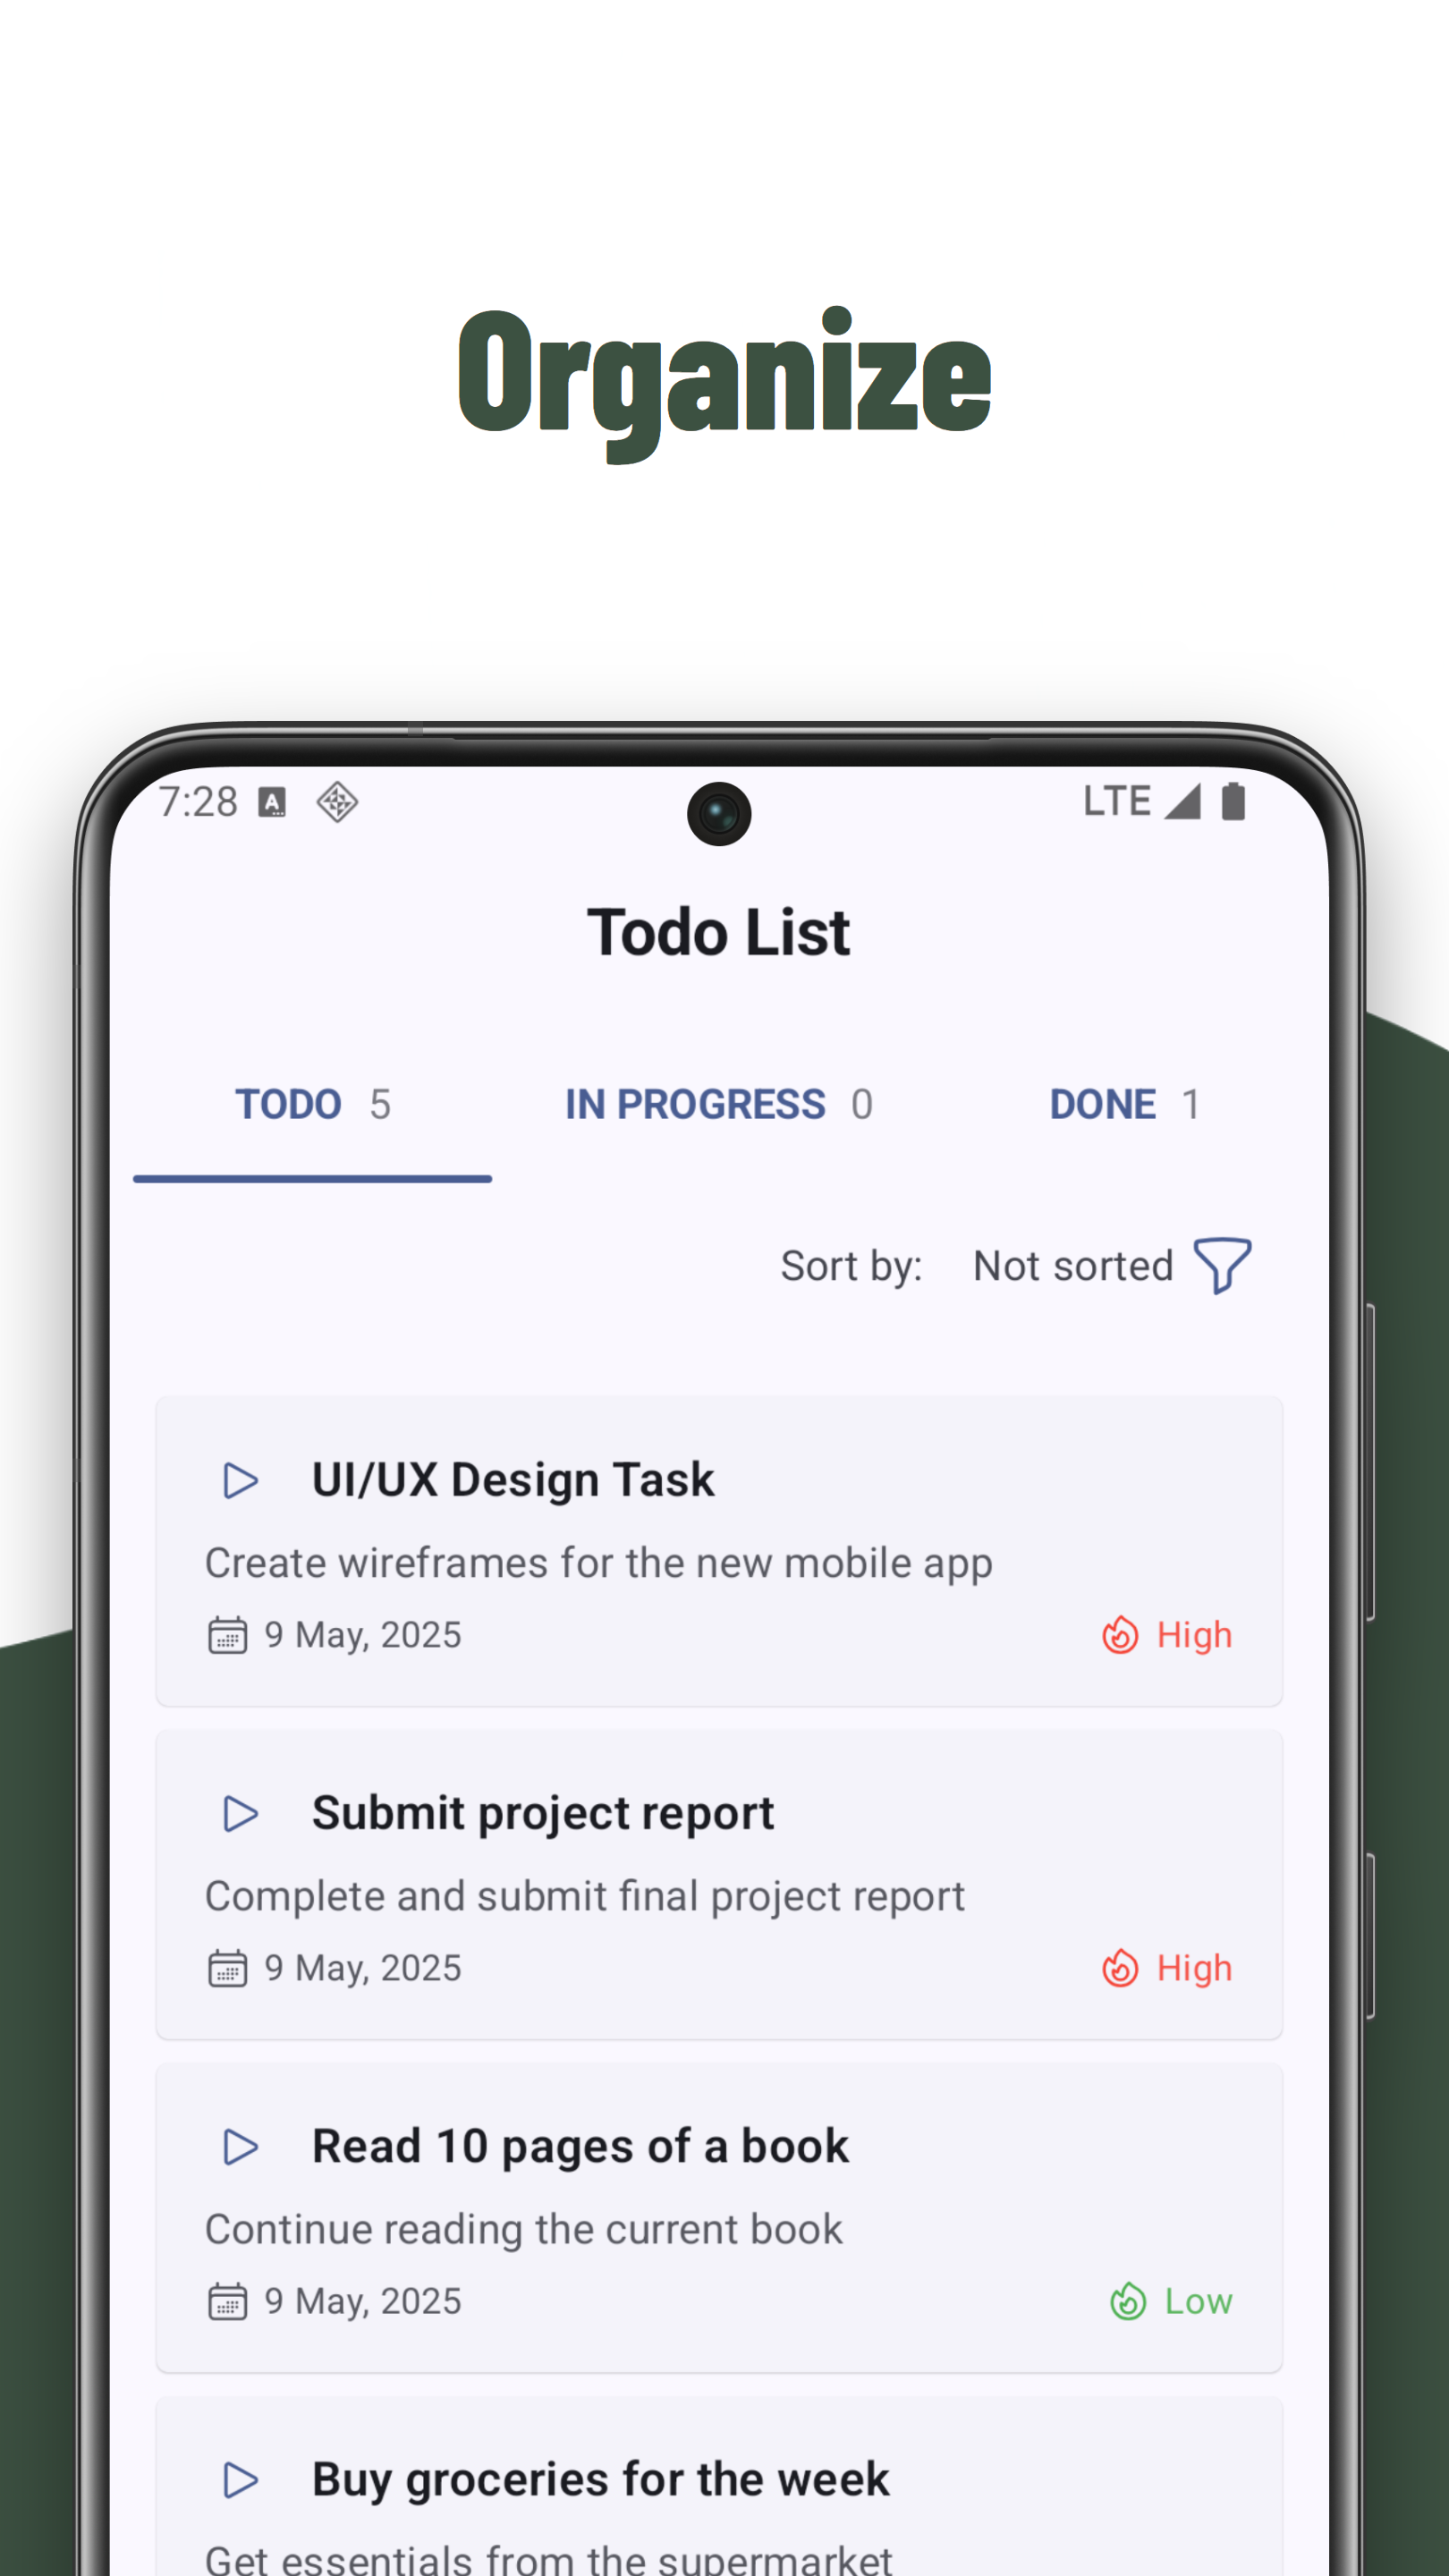 Organize
7:28 A LTE
Todo List
TODO 5 IN PROGRESS 0 DONE 1
Sort by: Not sorted
UI/UX Design Task
Create wireframes for the new mobile app
9 May, 2025 High
Submit project report
Complete and submit final project report
9 May, 2025 High
Read 10 pages of a book
Continue reading the current book
9 May, 2025 Low
Buy groceries for the week
Get essentials from the supermarket